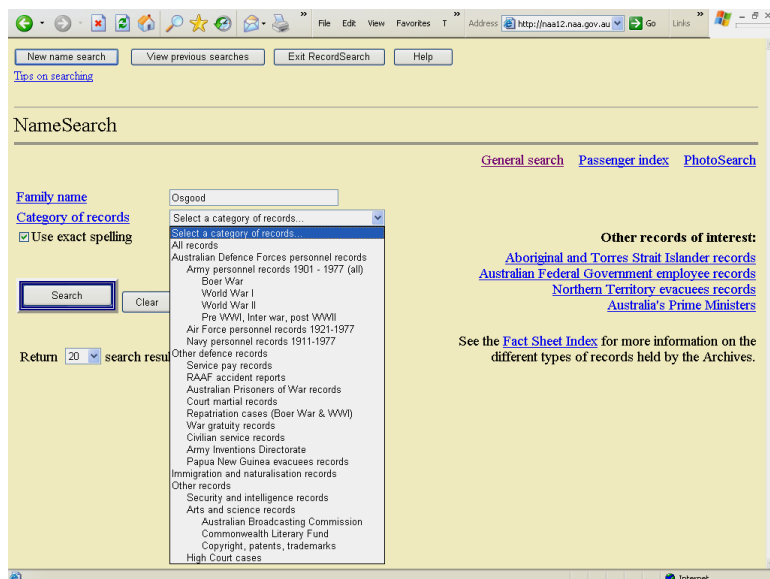 File Edit View Favorites T
Address http://naa12.naa.gov.au Go Links
New name search View previous searches Exit RecordSearch Help
Tips on searching
NameSearch
General search Passenger index PhotoSearch
Family name Osgood
Category of records Select a category of records...
Use exact spelling
Select a category of records...
All records
Australian Defence Forces personnel records
Army personnel records 1901 - 1977 (all)
Boer War
World War I
World War II
Pre WWI, Inter war, post WWII
Air Force personnel records 1921-1977
Navy personnel records 1911-1977
Other defence records
Service pay records
RAAF accident reports
Australian Prisoners of War records
Court martial records
Repatriation cases (Boer War & WWI)
War gratuity records
Civilian service records
Army Inventions Directorate
Papua New Guinea evacuees records
Immigration and naturalisation records
Other records
Security and intelligence records
Arts and science records
Australian Broadcasting Commission
Commonwealth Literary Fund
Copyright, patents, trademarks
High Court cases
Search Clear
Return 20 search resul
Other records of interest:
Aboriginal and Torres Strait Islander records
Australian Federal Government employee records
Northern Territory evacuees records
Australia's Prime Ministers
See the Fact Sheet Index for more information on the
different types of records held by the Archives.
Internet